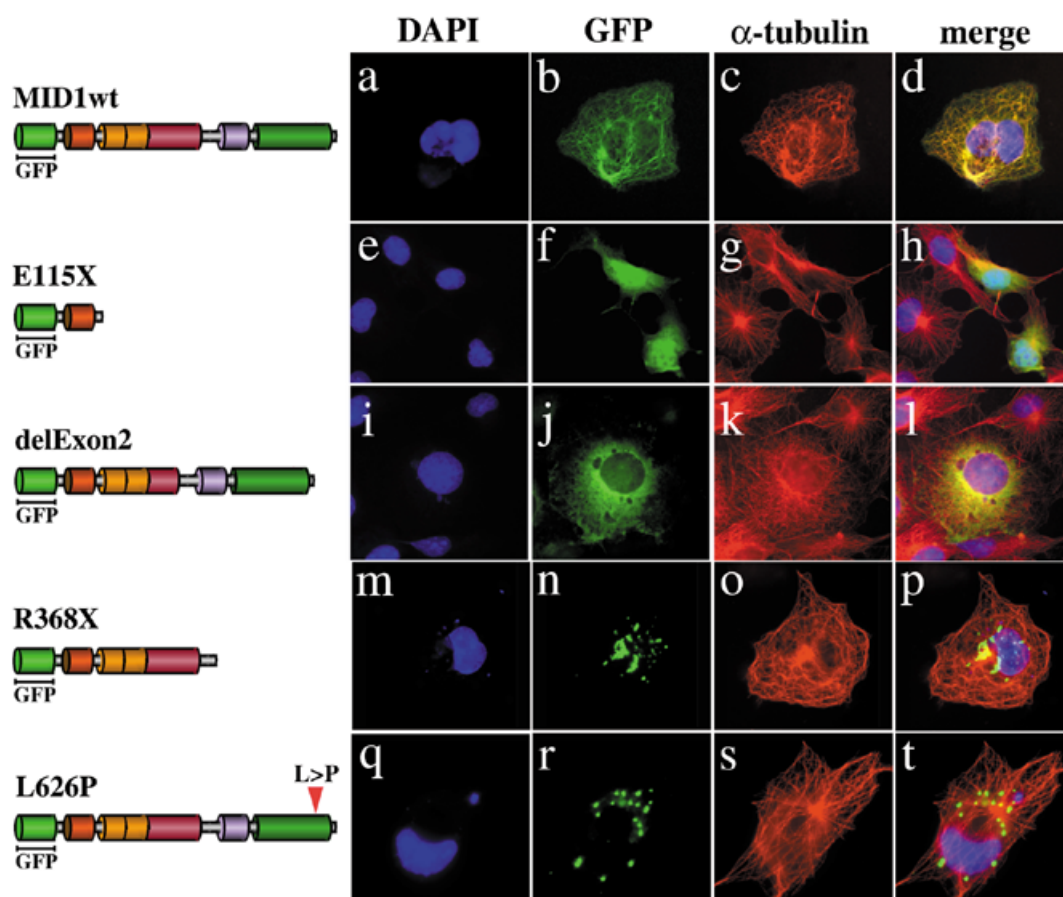 DAPI GFP α-tubulin merge
MID1wt
GFP
a b c d
E115X
GFP
e f g h
delExon2
GFP
i j k l
R368X
GFP
m n o p
L626P
L>P
GFP
q r s t